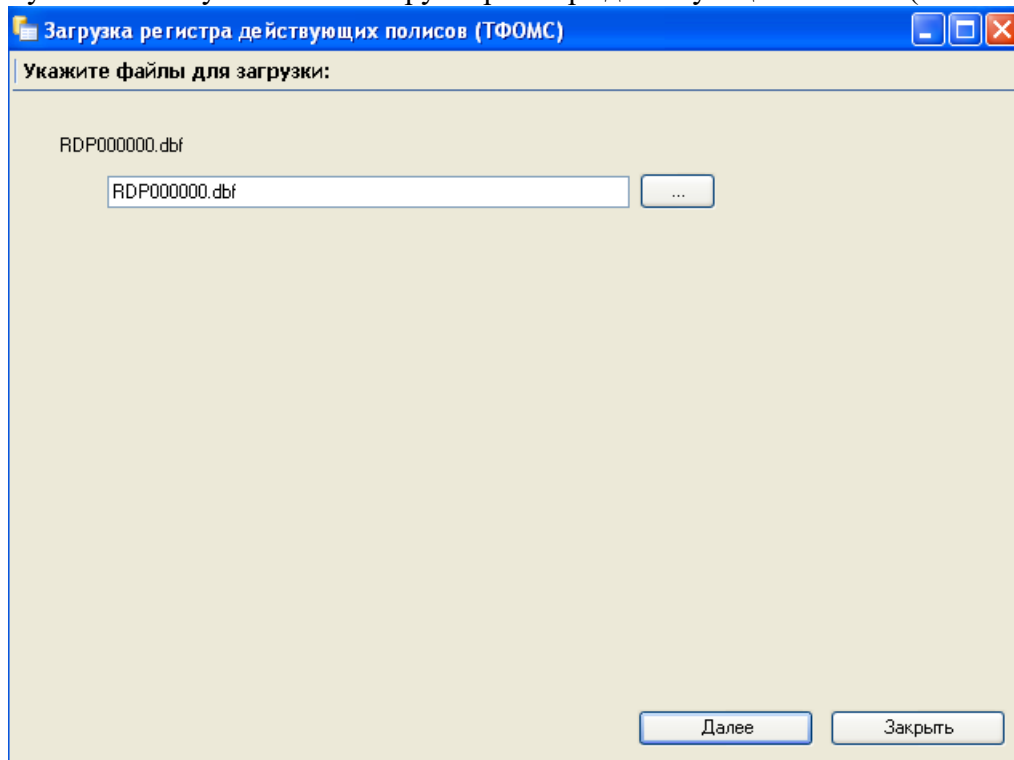 Загрузка регистра действующих полисов (ТФОМС)
Укажите файлы для загрузки:
RDP000000.dbf
RDP000000.dbf
...
Далее
Закрыть